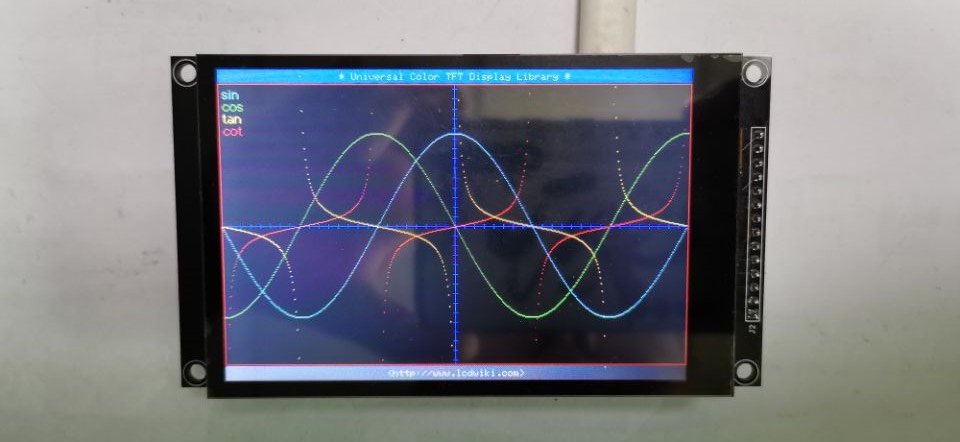 * Universal Color TFT Display Library *
sin
cos
tan
cot
<http://www.lcdwiki.com>
J2